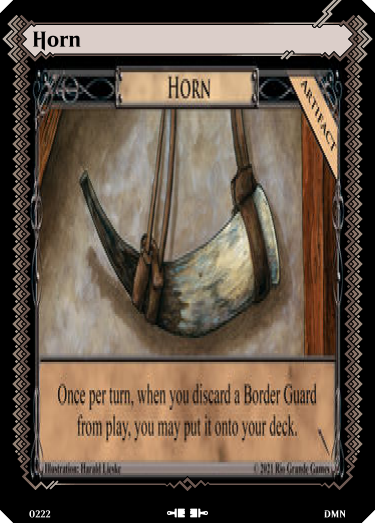 Horn
HORN
ARTIFACT
Once per turn, when you discard a Border Guard
from play, you may put it onto your deck.
Illustration: Harald Lieske
© 2021 Rio Grande Games
0222
DMN